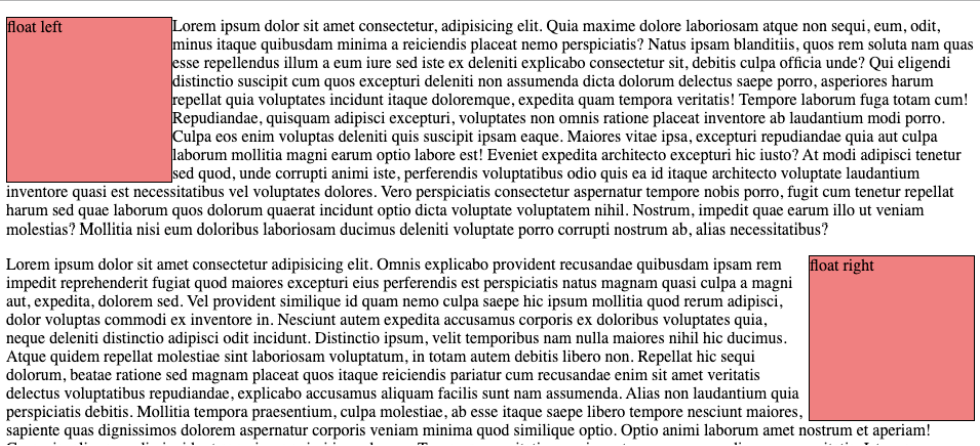 float left
Lorem ipsum dolor sit amet consectetur, adipisicing elit. Quia maxime dolore laboriosam atque non sequi, eum, odit,
minus itaque quibusdam minima a reiciendis placeat nemo perspiciatis? Natus ipsam blanditiis, quos rem soluta nam quas
esse repellendus illum a eum iure sed iste ex deleniti explicabo consectetur sit, debitis culpa officia unde? Qui eligendi
distinctio suscipit cum quos excepturi deleniti non assumenda dicta dolorum delectus saepe porro, asperiores harum
repellat quia voluptates incidunt itaque doloremque, expedita quam tempora veritatis! Tempore laborum fuga totam cum!
Repudiandae, quisquam adipisci excepturi, voluptates non omnis ratione placeat inventore ab laudantium modi porro.
Culpa eos enim voluptas deleniti quis suscipit ipsam eaque. Maiores vitae ipsa, excepturi repudiandae quia aut culpa
laborum mollitia magni earum optio labore est! Eveniet expedita architecto excepturi hic iusto? At modi adipisci tenetur
sed quod, unde corrupti animi iste, perferendis voluptatibus odio quis ea id itaque architecto voluptate laudantium
inventore quasi est necessitatibus vel voluptates dolores. Vero perspiciatis consectetur aspernatur tempore nobis porro, fugit cum tenetur repellat
harum sed quae laborum quos dolorum quaerat incidunt optio dicta voluptate voluptatem nihil. Nostrum, impedit quae earum illo ut veniam
molestias? Mollitia nisi eum doloribus laboriosam ducimus deleniti voluptate porro corrupti nostrum ab, alias necessitatibus?
float right
Lorem ipsum dolor sit amet consectetur adipisicing elit. Omnis explicabo provident recusandae quibusdam ipsam rem
impedit reprehenderit fugiat quod maiores excepturi eius perferendis est perspiciatis natus magnam quasi culpa a magni
aut, expedita, dolorem sed. Vel provident similique id quam nemo culpa saepe hic ipsum mollitia quod rerum adipisci,
dolor voluptas commodi ex inventore in. Nesciunt autem expedita accusamus corporis ex doloribus voluptates quia,
neque deleniti distinctio adipisci odit incidunt. Distinctio ipsum, velit temporibus nam nulla maiores nihil hic ducimus.
Atque quidem repellat molestiae sint laboriosam voluptatum, in totam autem debitis libero non. Repellat hic sequi
dolorum, beatae ratione sed magnam placeat quos itaque reiciendis pariatur cum recusandae enim sit amet veritatis
delectus voluptatibus repudiandae, explicabo accusamus aliquam facilis sunt nam assumenda. Alias non laudantium quia
perspiciatis debitis. Mollitia tempora praesentium, culpa molestiae, ab esse itaque saepe libero tempore nesciunt maiores,
sapiente quas dignissimos dolorem aspernatur corporis veniam minima quod similique optio. Optio animi laborum amet nostrum et aperiam!